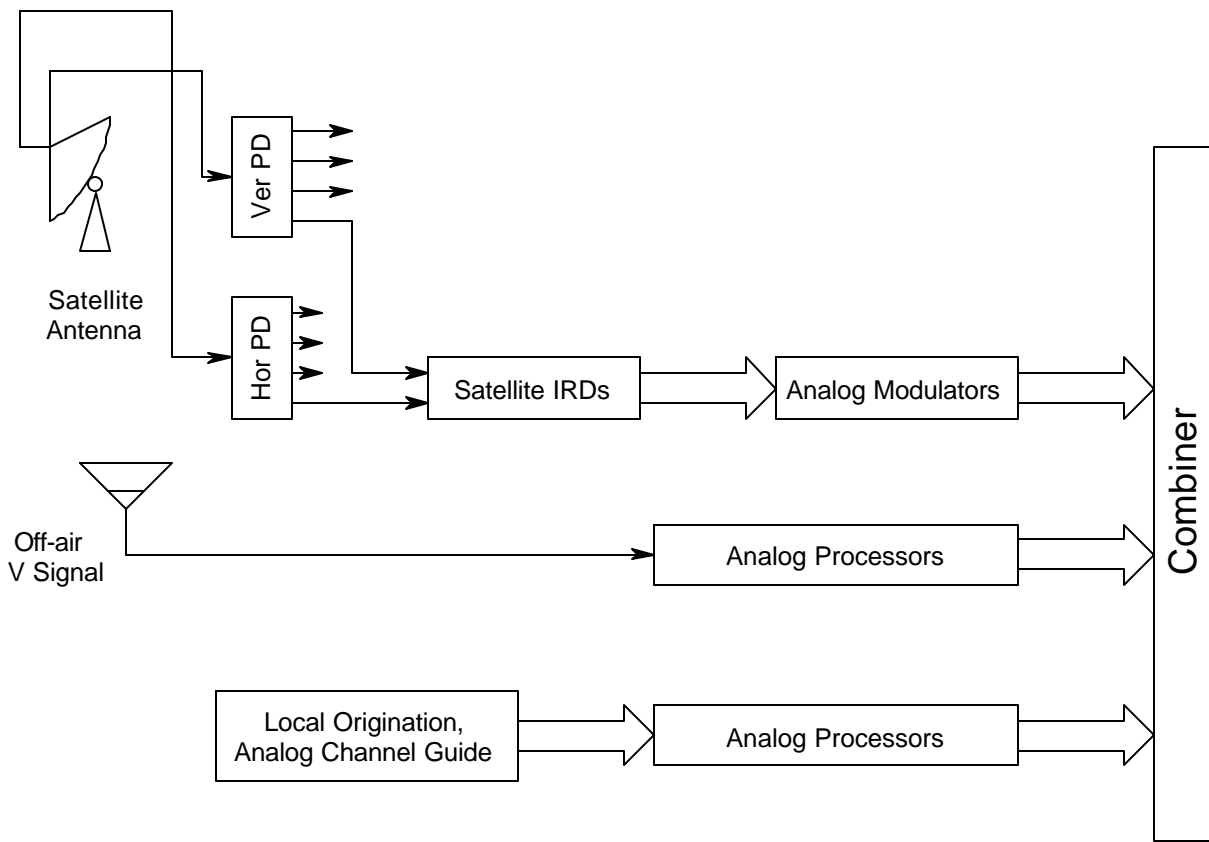 Ver PD
Satellite
Antenna
Hor PD
Satellite IRDs
Analog Modulators
Combiner
Off-air
V Signal
Analog Processors
Local Origination,
Analog Channel Guide
Analog Processors